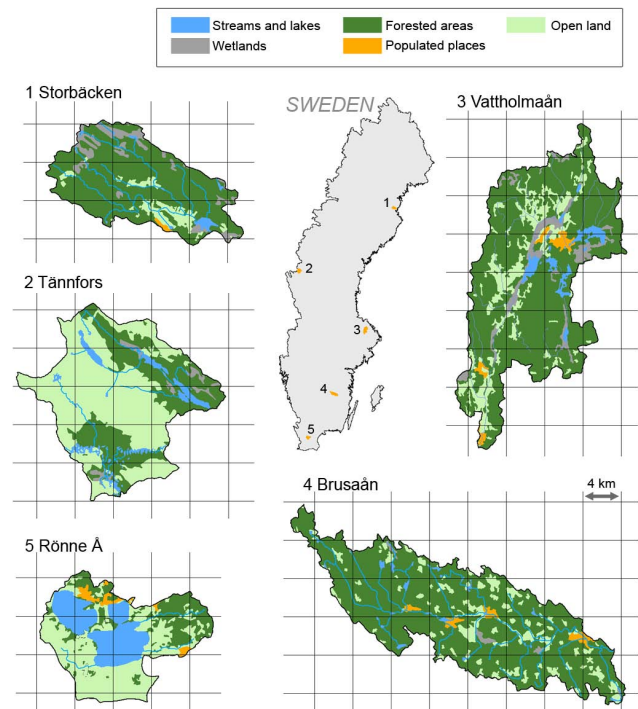 Streams and lakes
Forested areas
Open land
Wetlands
Populated places
1 Storbäcken
SWEDEN
3 Vattholmaån
1
2
3
4
5
2 Tännfors
4 Brusaån
4 km
5 Rönne Å